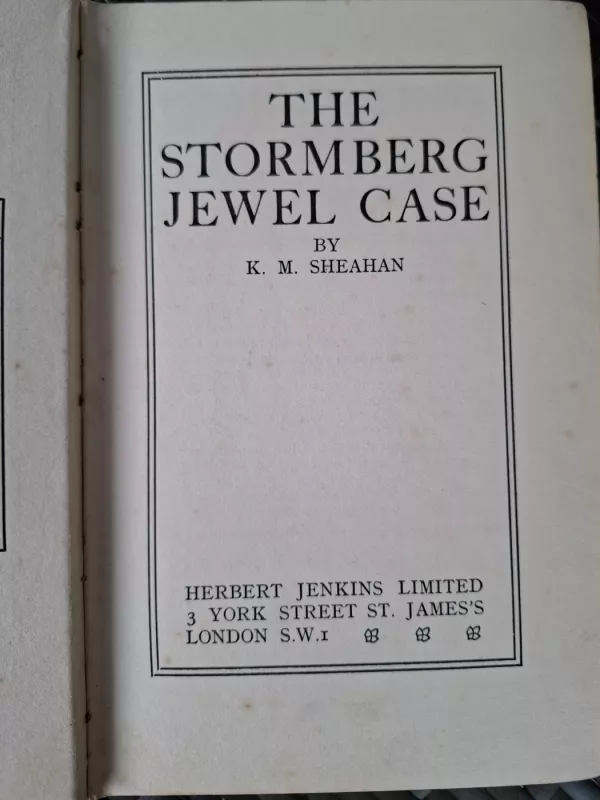 THE
STORMBERG
JEWEL CASE
BY
K. M. SHEAHAN
HERBERT JENKINS LIMITED
3 YORK STREET ST. JAMES'S
LONDON S.W.1